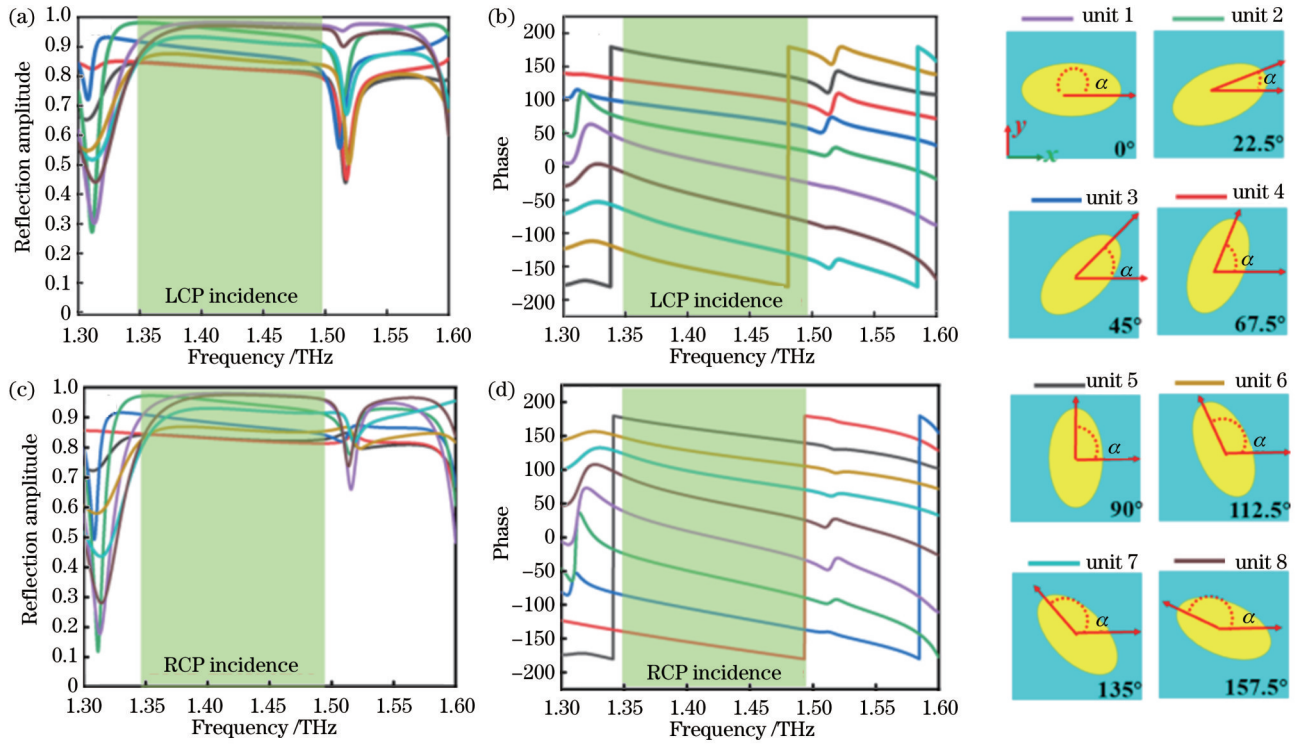 (a)
Reflection amplitude
1.0
0.9
0.8
0.7
0.6
0.5
0.4
0.3
0.2
0.1
0
LCP incidence
1.30 1.35 1.40 1.45 1.50 1.55 1.60
Frequency /THz
(b)
Phase
200
150
100
50
0
−50
−100
−150
−200
LCP incidence
1.30 1.35 1.40 1.45 1.50 1.55 1.60
Frequency /THz
(c)
Reflection amplitude
1.0
0.9
0.8
0.7
0.6
0.5
0.4
0.3
0.2
0.1
0
RCP incidence
1.30 1.35 1.40 1.45 1.50 1.55 1.60
Frequency /THz
(d)
Phase
200
150
100
50
0
−50
−100
−150
−200
RCP incidence
1.30 1.35 1.40 1.45 1.50 1.55 1.60
Frequency /THz
unit 1 unit 2
α α
y
x
0° 22.5°
unit 3 unit 4
α α
45° 67.5°
unit 5 unit 6
α α
90° 112.5°
unit 7 unit 8
α α
135° 157.5°